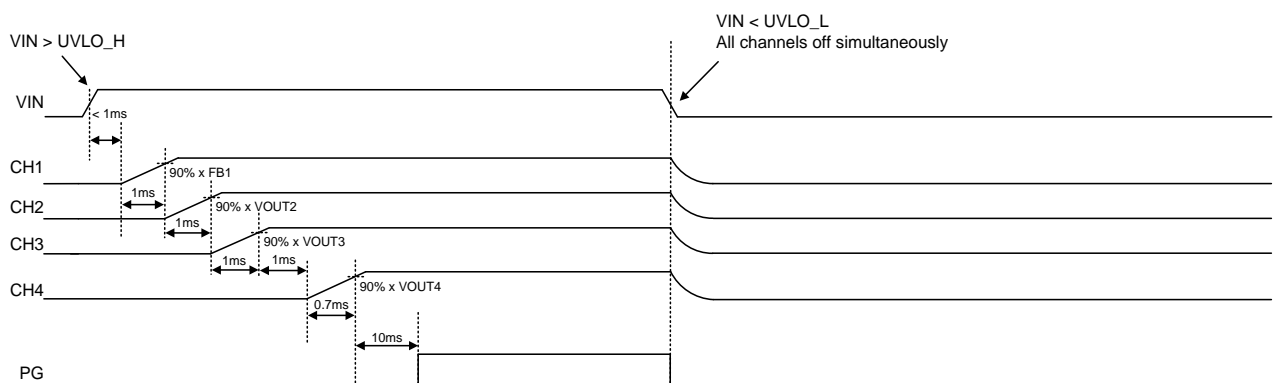 VIN < UVLO_L
All channels off simultaneously
VIN > UVLO_H
VIN
< 1ms
CH1
90% x FB1
1ms
CH2
90% x VOUT2
1ms
CH3
90% x VOUT3
1ms
1ms
CH4
90% x VOUT4
0.7ms
10ms
PG